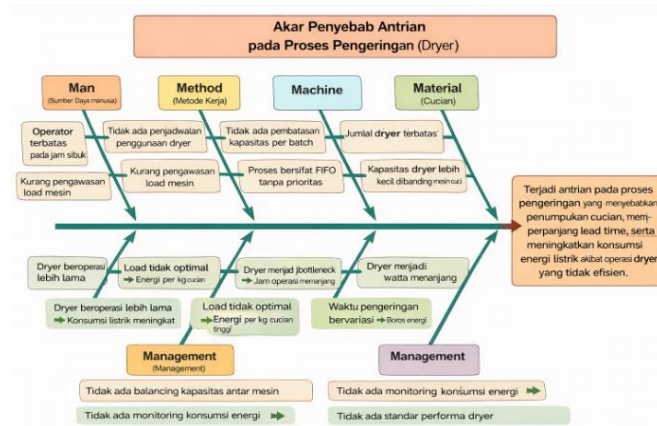 Akar Penyebab Antrian
pada Proses Pengeringan (Dryer)
Man
(Sumber Daya manusia)
Method
(Metode Kerja)
Machine
Material
(Cucian)
Operator
terbatas
pada jam sibuk
Tidak ada penjadwalan
penggunaan dryer
Tidak ada pembatasan
kapasitas per batch
Jumlal dryer terbatas
Kurang pengawasan
load mesin
Kurang pengawasan
load mesin
Proses bersifat FIFO
tanpa prioritas
Kapasitas dryer lebih
kecil dibanding mesin cuci
Terjadi antrian pada proses
pengeringan yang menyebabkan
penumpukan cucian, memj-
perpanjang lead time, serta
meningkatkan konsumsi
energi listrik akibat operasi dryer
yang tidak efisien.
Dryer beroperasi
lebih lama
Load tidak optimal
➔ Energi per kg cucian
Dryer menjad jbottleneck
➔ Jam operasi memanjang
Dryer menjadi
watta menanjang
Dryer beroperasi lebih lama
➔ Konsumsi listrik meningkat
Load tidak optimal
➔ Energi per kg cucian
tinggi
Waktu pengeringan
bervariasi ➔ Boros energi
Management
(Management)
Management
Tidak ada balancing kapasitas antar mesin
Tidak ada monitoring konsumsi energi ➔
Tidak ada monitoring konsumsi energi ➔
Tidak ada standar performa dryer